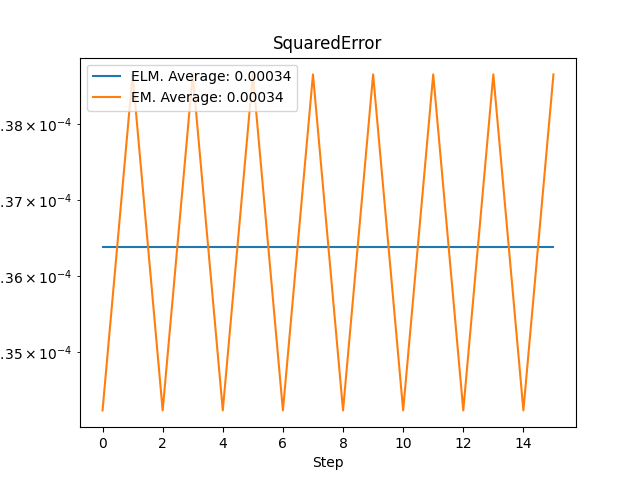 SquaredError
ELM. Average: 0.00034
EM. Average: 0.00034
.38 × 10⁻⁴
.37 × 10⁻⁴
.36 × 10⁻⁴
.35 × 10⁻⁴
0 2 4 6 8 10 12 14
Step